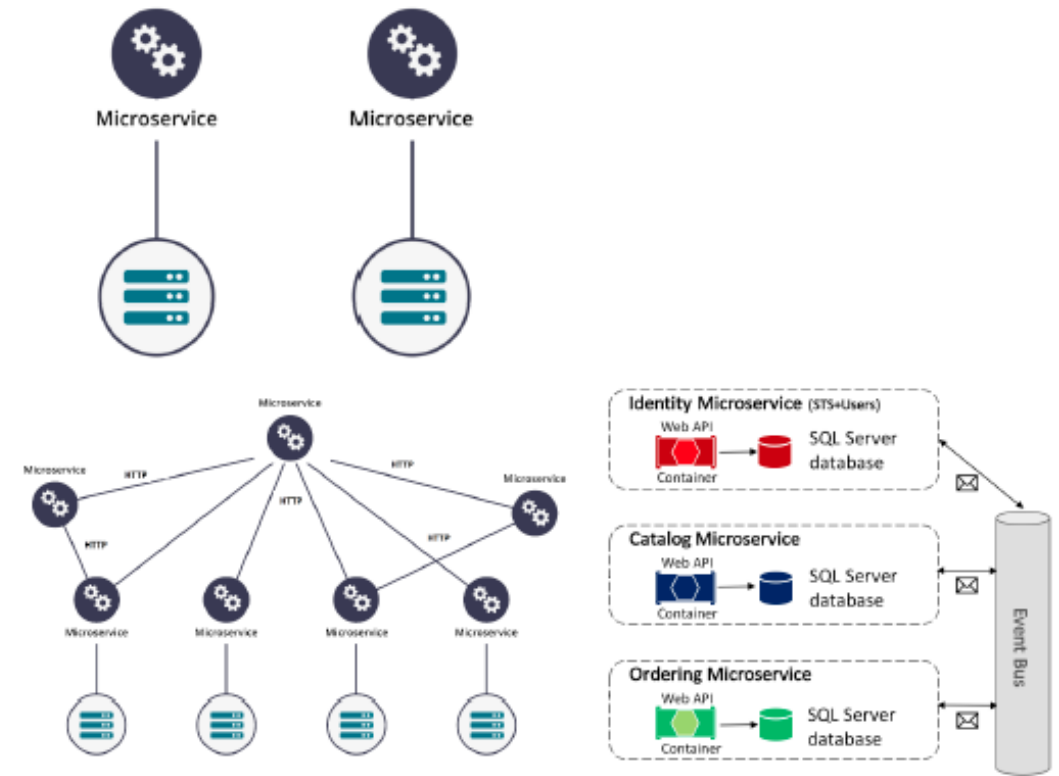 Microservice
Microservice
Microservice
Microservice
HTTP
HTTP
HTTP
Microservice
HTTP
HTTP
Microservice
Microservice
Microservice
Microservice
Identity Microservice (STS+Users)
Web API
SQL Server
database
Container
Catalog Microservice
Web API
SQL Server
database
Container
Ordering Microservice
Web API
SQL Server
database
Container
Event Bus